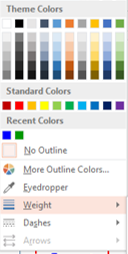 Theme Colors
Standard Colors
Recent Colors
No Outline
More Outline Colors...
Eyedropper
Weight
Dashes
Arrows